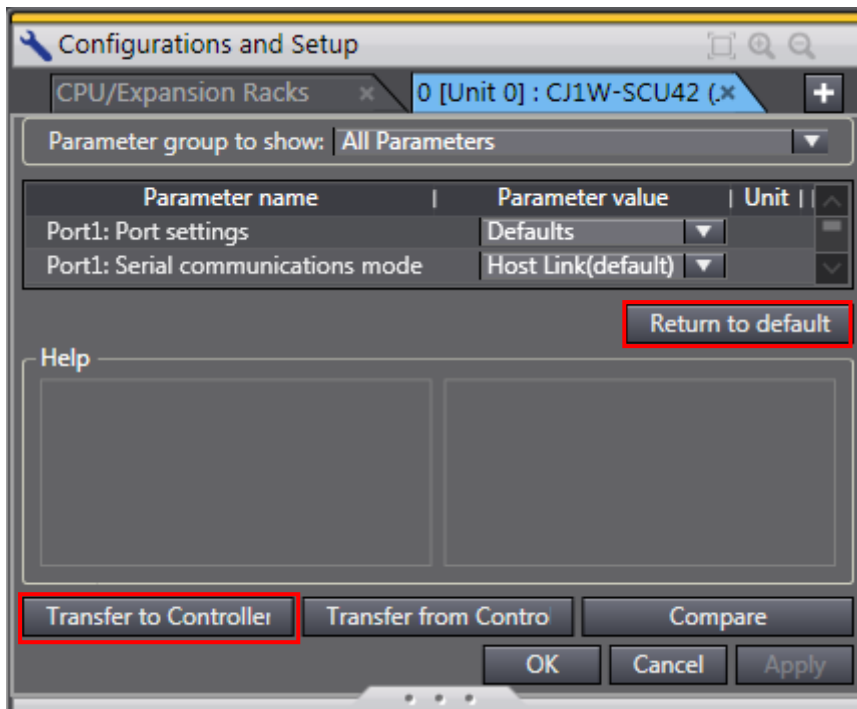 Configurations and Setup
CPU/Expansion Racks
0 [Unit 0] : CJ1W-SCU42 (.
Parameter group to show: All Parameters
Parameter name Parameter value Unit
Port1: Port settings Defaults
Port1: Serial communications mode Host Link(default)
Return to default
Help
Transfer to Controller Transfer from Contro Compare
OK Cancel Apply